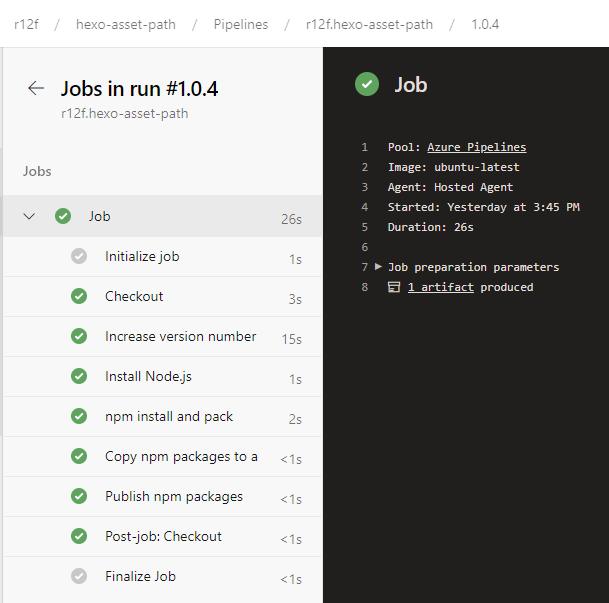 r12f / hexo-asset-path / Pipelines / r12f.hexo-asset-path / 1.0.4
Jobs in run #1.0.4
r12f.hexo-asset-path
Jobs
Job 26s
Initialize job 1s
Checkout 3s
Increase version number 15s
Install Node.js 1s
npm install and pack 2s
Copy npm packages to a <1s
Publish npm packages <1s
Post-job: Checkout <1s
Finalize Job <1s
Job
1 Pool: Azure Pipelines
2 Image: ubuntu-latest
3 Agent: Hosted Agent
4 Started: Yesterday at 3:45 PM
5 Duration: 26s
6
7 Job preparation parameters
8 1 artifact produced